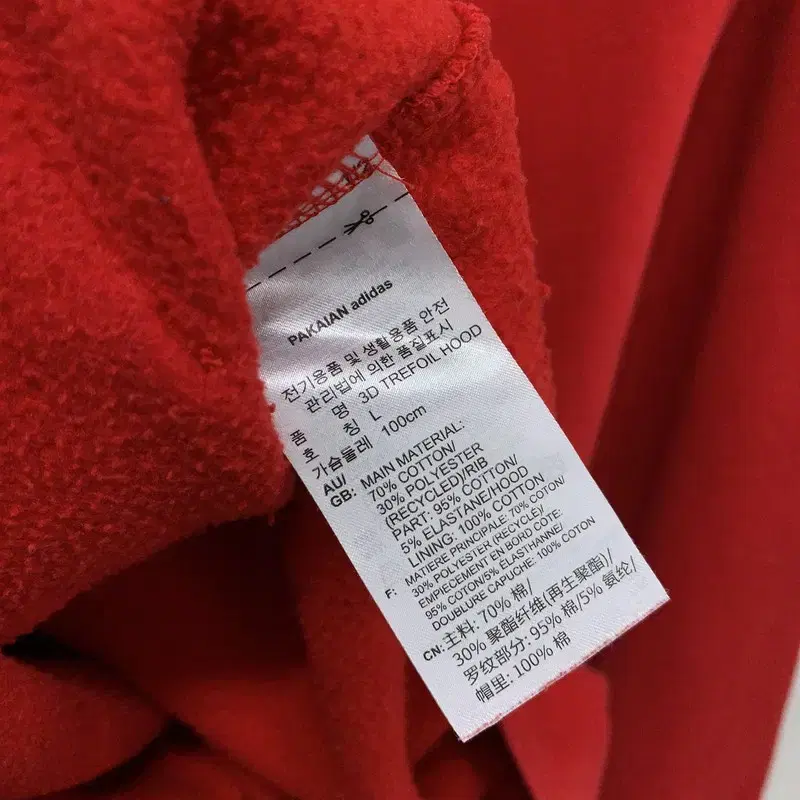 PAKAIAN adidas
전기용품 및 생활용품 안전
관리법에 의한 품질표시
품 명 3D TREFOIL HOOD
호 칭 L
가슴둘레 100cm
AU/
GB: MAIN MATERIAL:
70% COTTON/
30% POLYESTER
(RECYCLED)/RIB
PART: 95% COTTON/
5% ELASTANE/HOOD
LINING: 100% COTTON
F: MATIERE PRINCIPALE: 70% COTON/
30% POLYESTER (RECYCLÉ)/
EMPIECEMENT EN BORD COTE:
95% COTON/5% ELASTHANNE/
DOUBLURE CAPUCHE: 100% COTON
CN: 主料: 70% 棉/
30% 聚酯纤维(再生聚酯)/
罗纹部分: 95% 棉/5% 氨纶/
帽里: 100% 棉